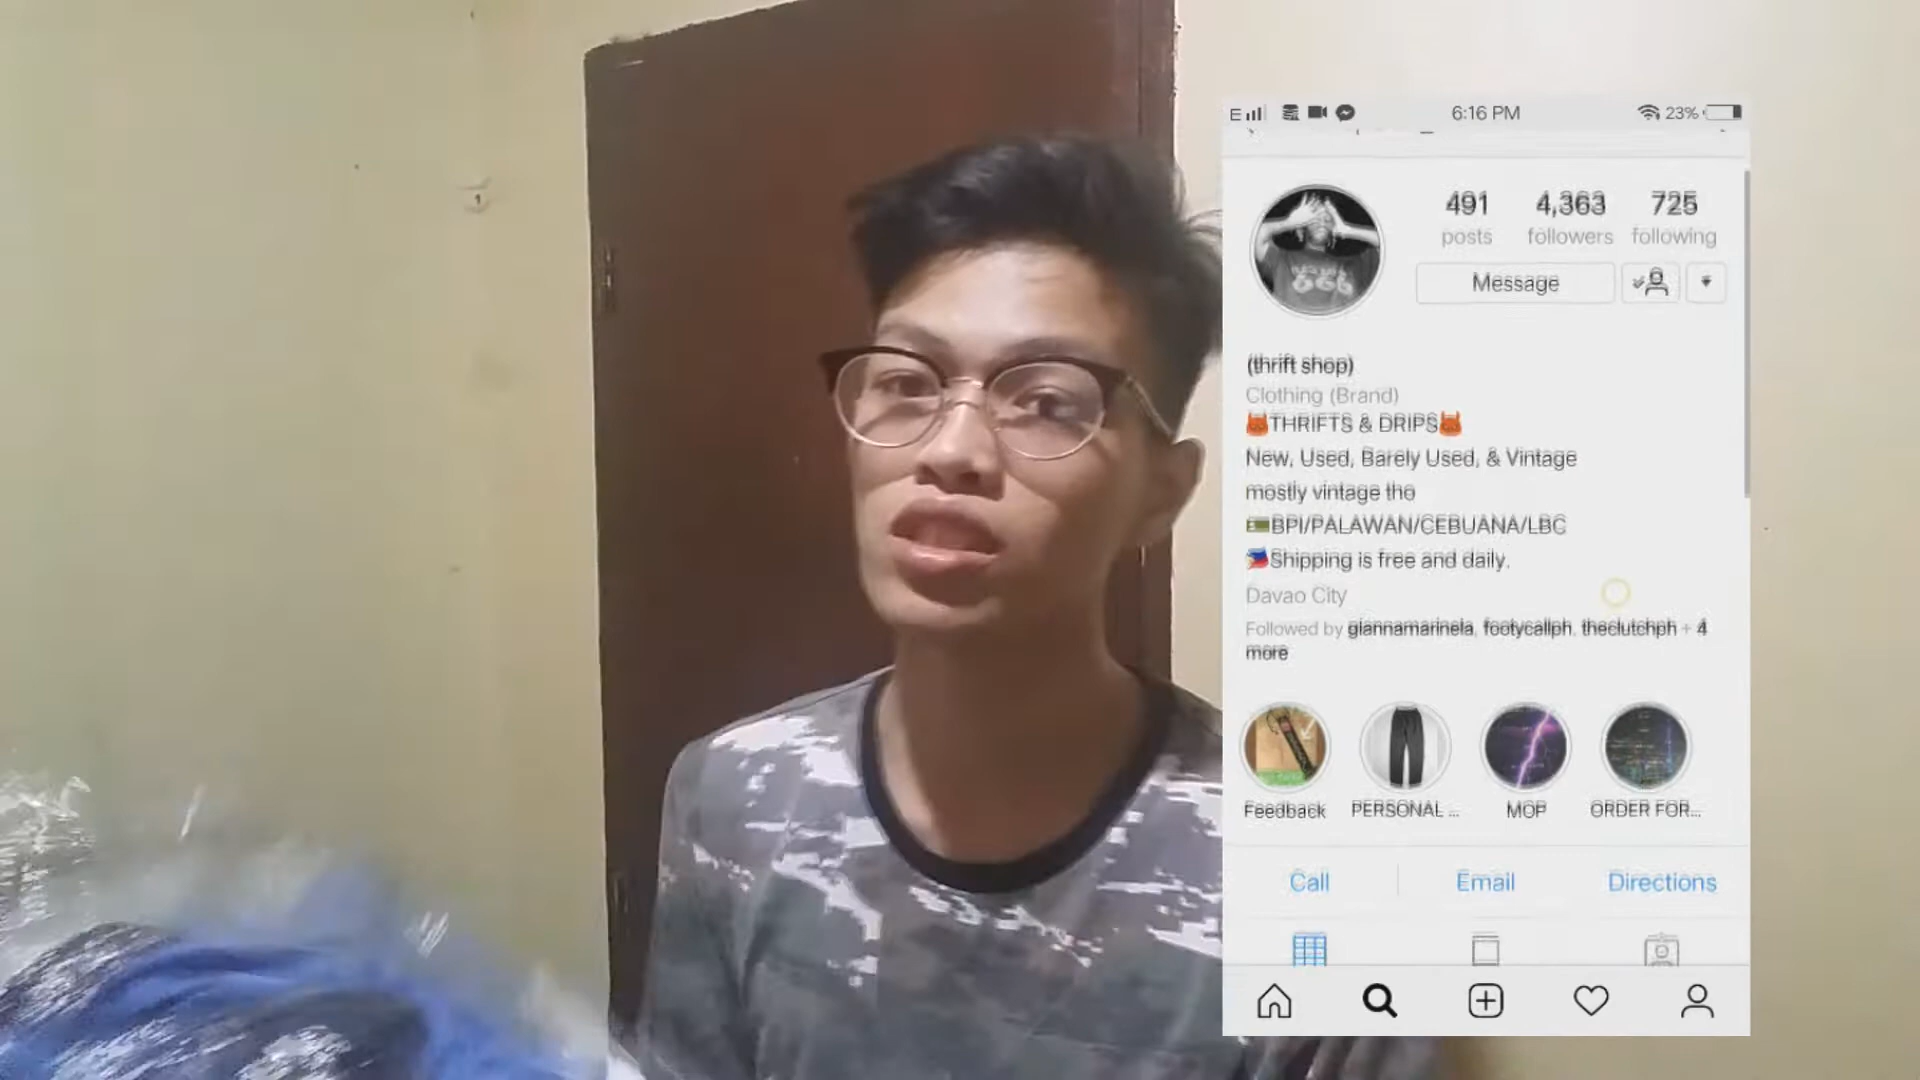 E 6:16 PM 23%
491 4,363 725
posts followers following
Message
666
(thrift shop)
Clothing (Brand)
THRIFTS & DRIPS
New, Used, Barely Used, & Vintage
mostly vintage tho
BPI/PALAWAN/CEBUANA/LBC
Shipping is free and daily.
Davao City
Followed by giannamarinela, footycallph, theclutchph + 4
more
Feedback PERSONAL ... MOP ORDER FOR...
Call Email Directions